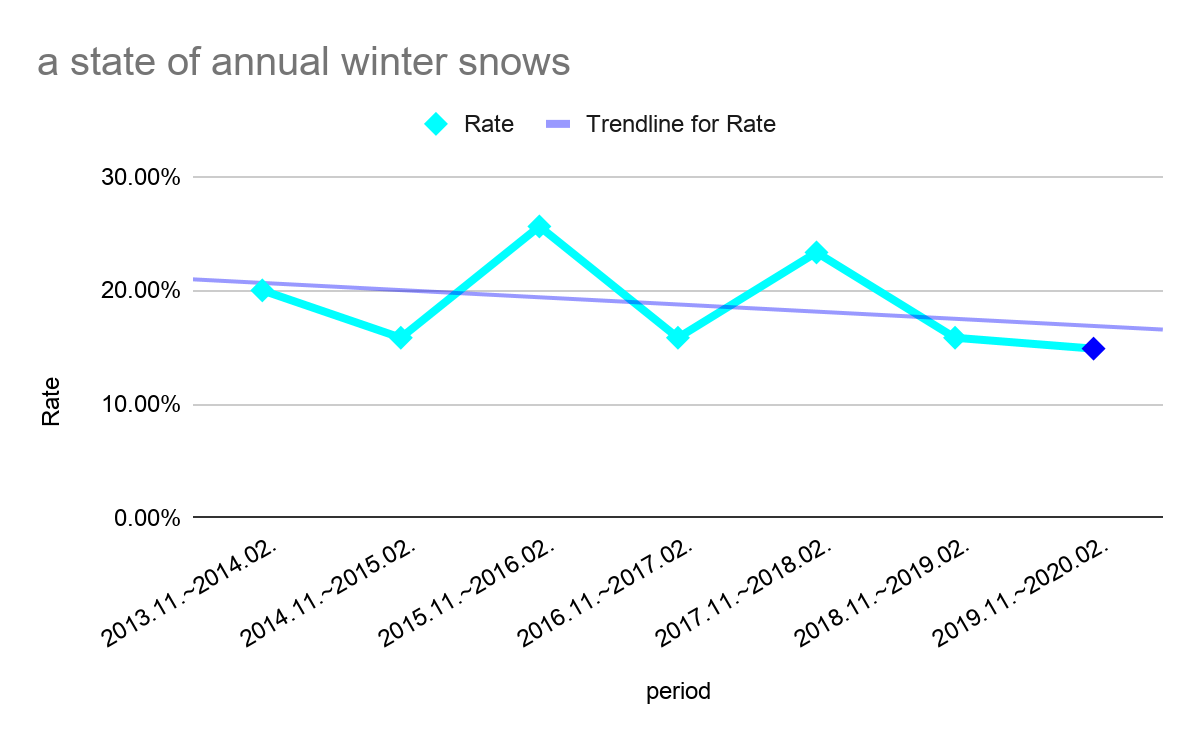 a state of annual winter snows
Rate
Trendline for Rate
30.00%
20.00%
10.00%
0.00%
Rate
2013.11.~2014.02.
2014.11.~2015.02.
2015.11.~2016.02.
2016.11.~2017.02.
2017.11.~2018.02.
2018.11.~2019.02.
2019.11.~2020.02.
period